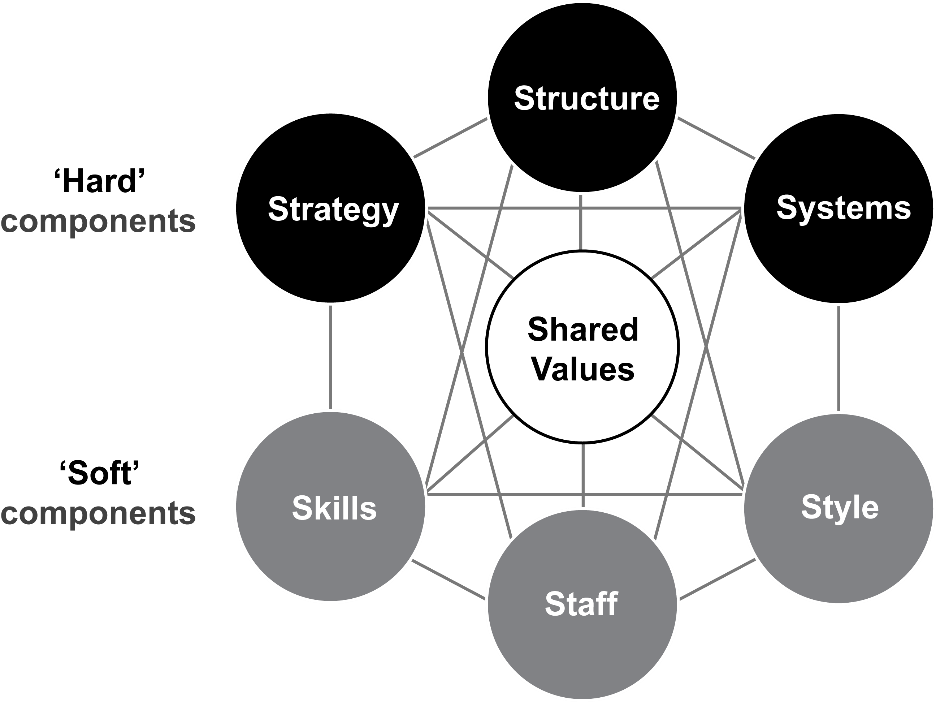 Structure
‘Hard’
components
Strategy
Systems
Shared
Values
‘Soft’
components
Skills
Style
Staff